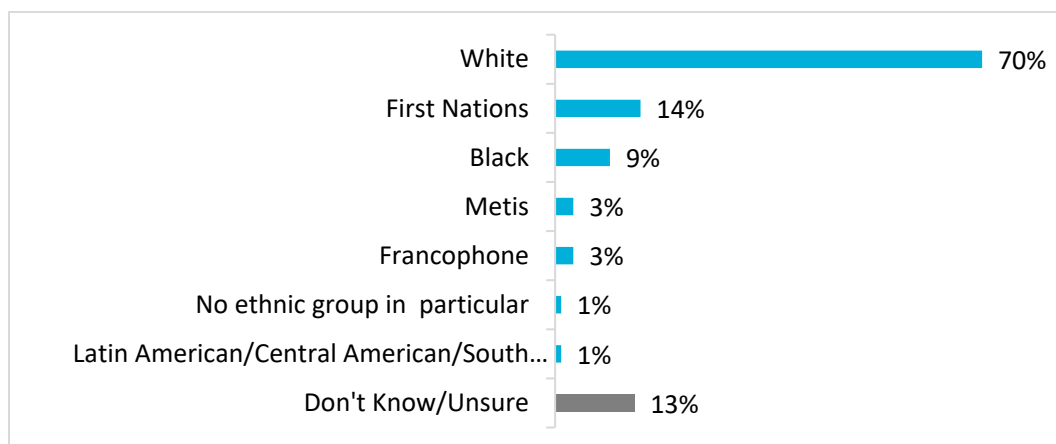 White 70%
First Nations 14%
Black 9%
Metis 3%
Francophone 3%
No ethnic group in  particular 1%
Latin American/Central American/South... 1%
Don't Know/Unsure 13%